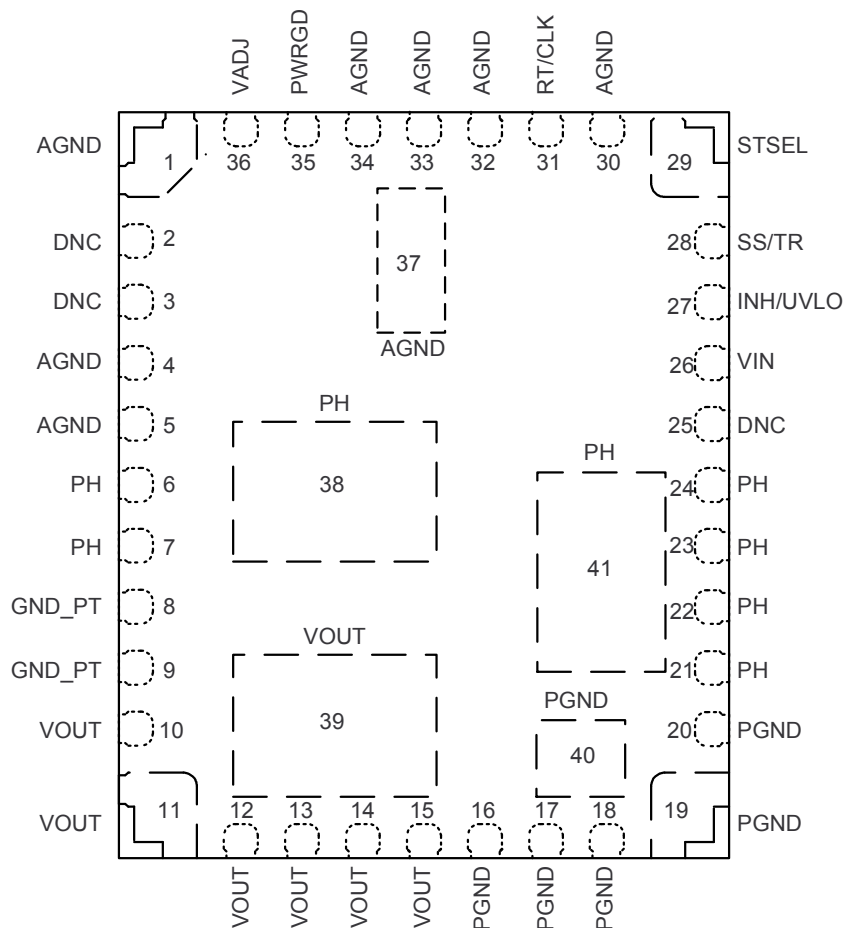 VADJ PWRGD AGND AGND AGND RT/CLK AGND
AGND 1 36 35 34 33 32 31 30 29 STSEL
DNC 2 28 SS/TR
37
DNC 3 27 INH/UVLO
AGND
AGND 4 26 VIN
PH
AGND 5 25 DNC
PH
PH 6 38 24 PH
PH 7 23 PH
41
GND_PT 8 22 PH
VOUT
GND_PT 9 21 PH
PGND
VOUT 10 39 20 PGND
40
VOUT 11 12 13 14 15 16 17 18 19 PGND
VOUT VOUT VOUT VOUT PGND PGND PGND